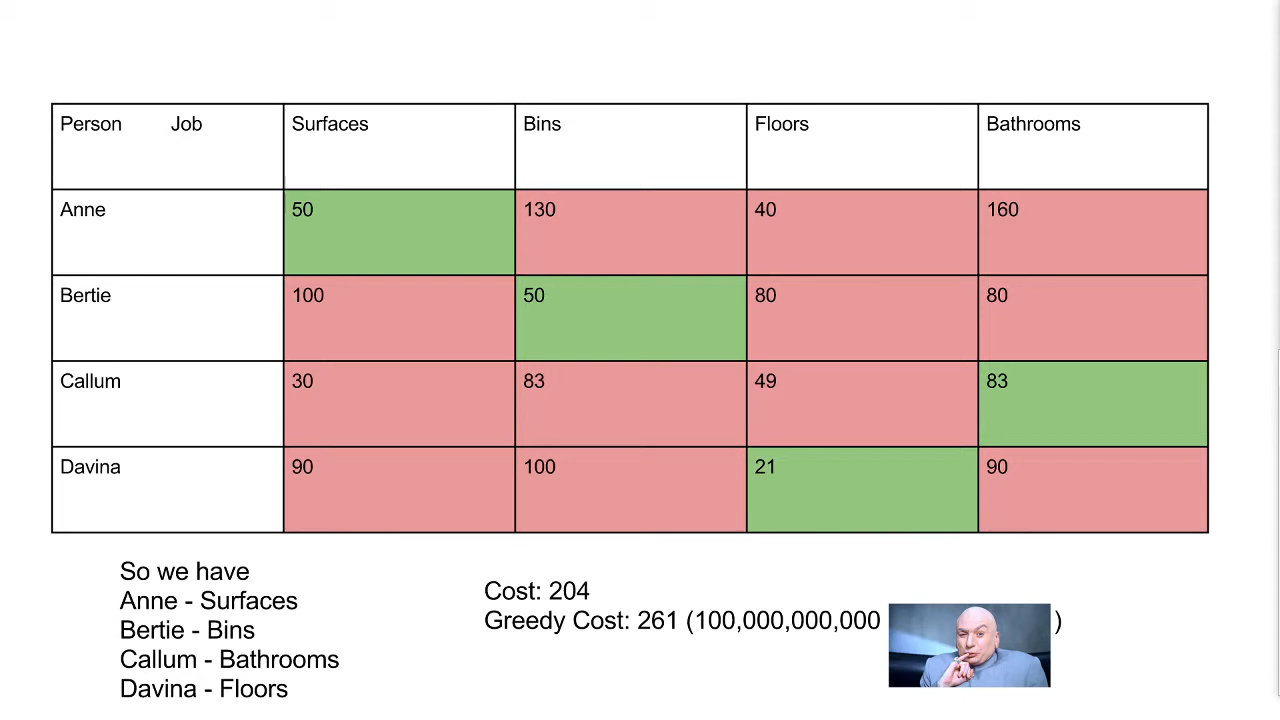 Person Job Surfaces Bins Floors Bathrooms
Anne 50 130 40 160
Bertie 100 50 80 80
Callum 30 83 49 83
Davina 90 100 21 90
So we have
Anne - Surfaces
Bertie - Bins
Callum - Bathrooms
Davina - Floors
Cost: 204
Greedy Cost: 261 (100,000,000,000 )